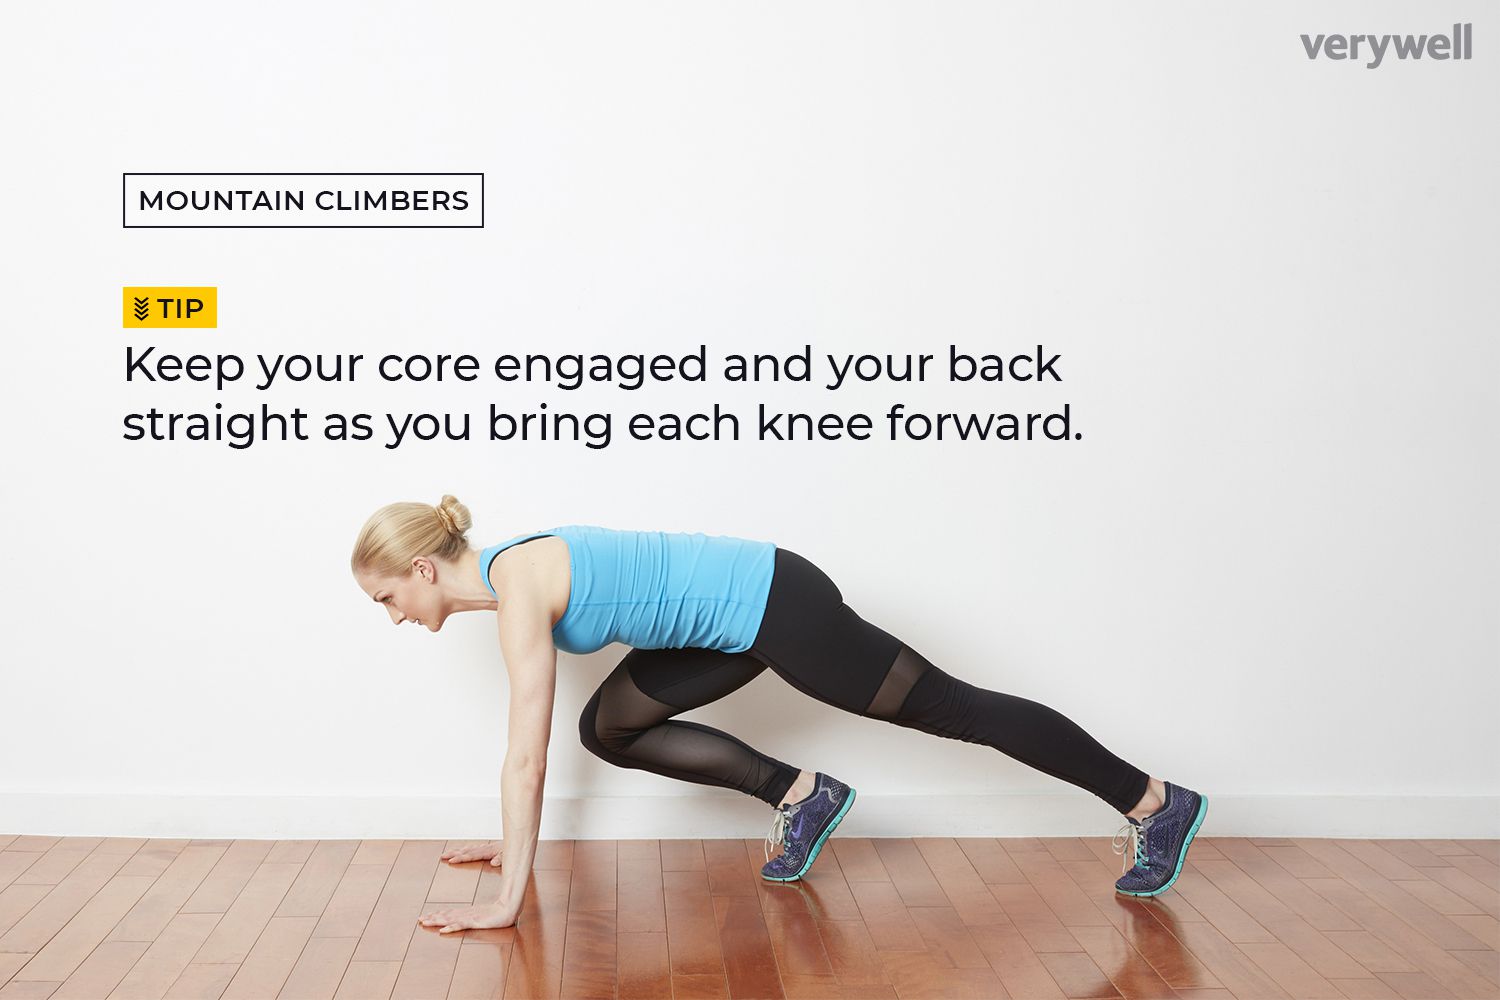 verywell
MOUNTAIN CLIMBERS
TIP
Keep your core engaged and your back
straight as you bring each knee forward.